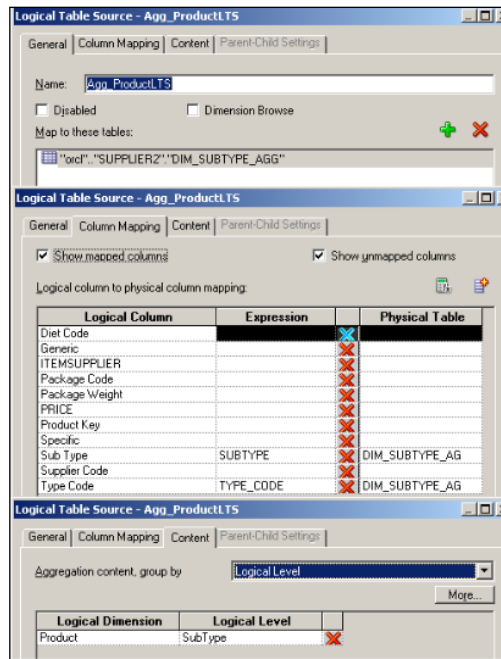 Logical Table Source - Agg_ProductLTS
General Column Mapping Content Parent-Child Settings
Name: Agg_ProductLTS
Disabled Dimension Browse
Map to these tables:
"orcl".."SUPPLIER2"."DIM_SUBTYPE_AGG"
Logical Table Source - Agg_ProductLTS
General Column Mapping Content Parent-Child Settings
Show mapped columns Show unmapped columns
Logical column to physical column mapping:
Logical Column Expression Physical Table
Diet Code
Generic
ITEMSUPPLIER
Package Code
Package Weight
PRICE
Product Key
Specific
Sub Type SUBTYPE DIM_SUBTYPE_AG
Supplier Code
Type Code TYPE_CODE DIM_SUBTYPE_AG
Logical Table Source - Agg_ProductLTS
General Column Mapping Content Parent-Child Settings
Aggregation content, group by Logical Level
More...
Logical Dimension Logical Level
Product SubType